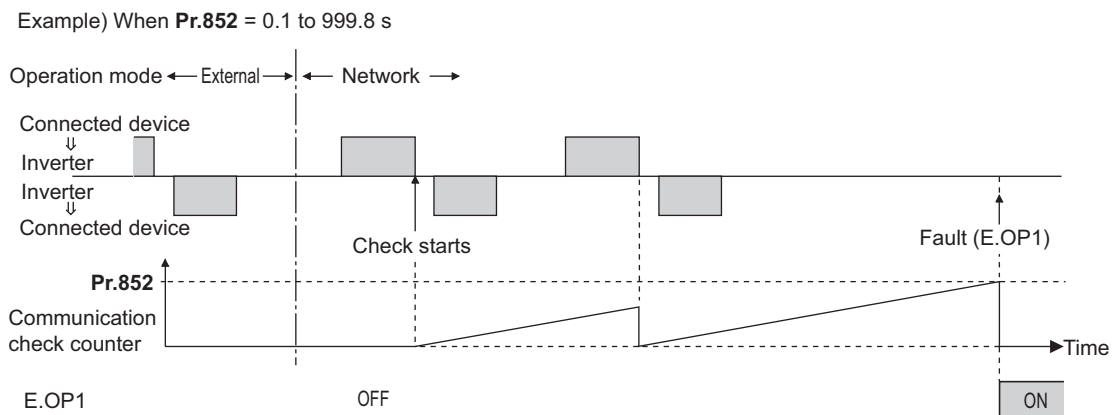 Example) When Pr.852 = 0.1 to 999.8 s
Operation mode External Network
Connected device
⇓
Inverter
Inverter
⇓
Connected device
Check starts
Fault (E.OP1)
Pr.852
Communication
check counter
Time
E.OP1 OFF ON